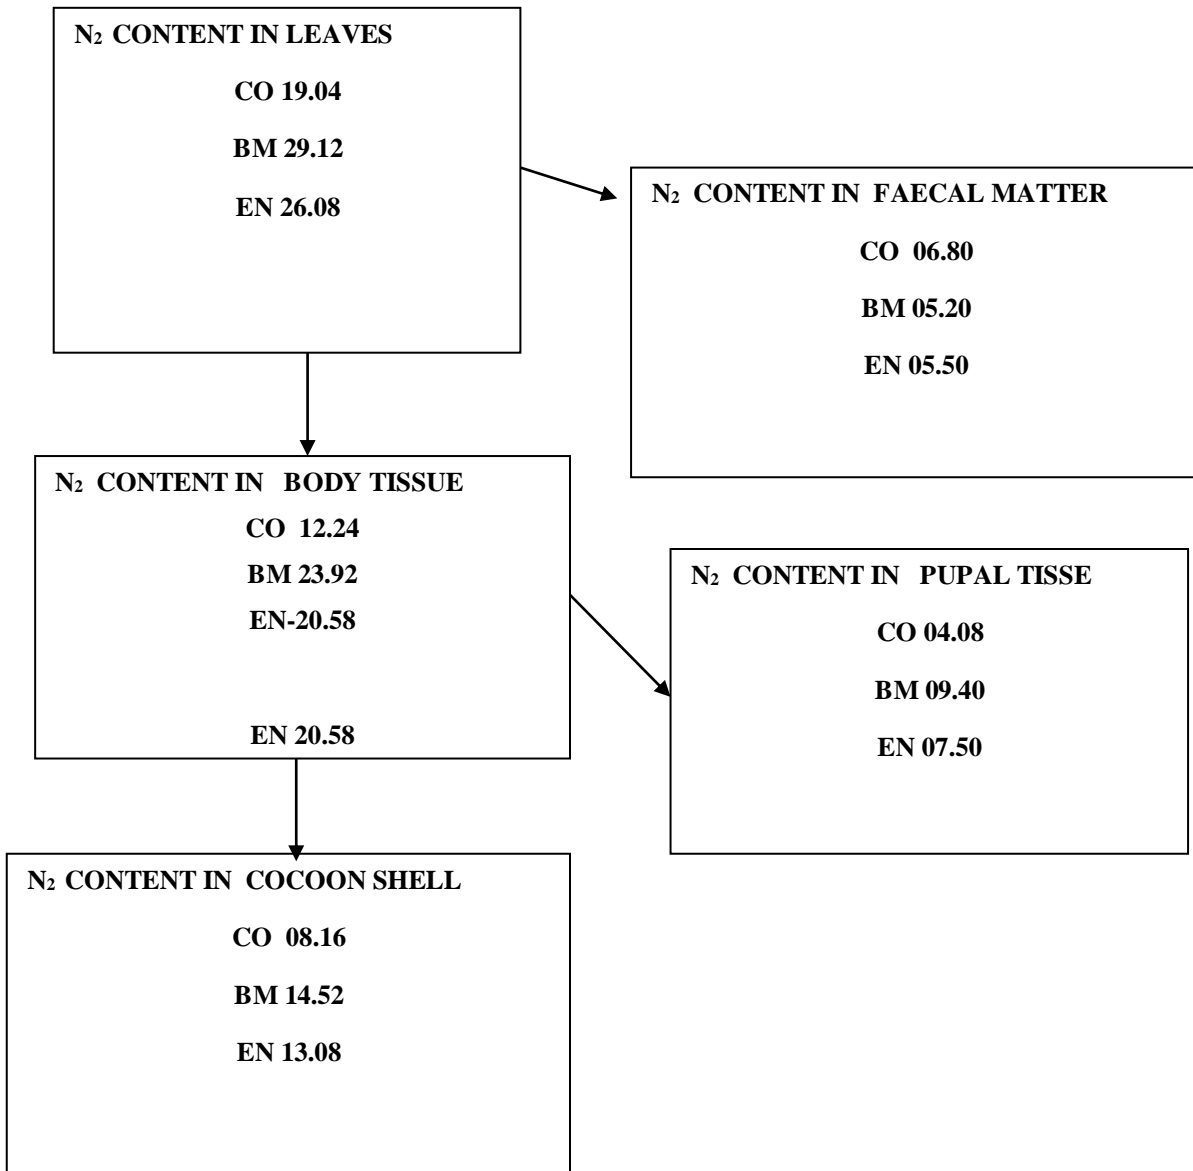 N₂ CONTENT IN LEAVES
CO 19.04
BM 29.12
EN 26.08
N₂ CONTENT IN FAECAL MATTER
CO 06.80
BM 05.20
EN 05.50
N₂ CONTENT IN BODY TISSUE
CO 12.24
BM 23.92
EN-20.58
EN 20.58
N₂ CONTENT IN PUPAL TISSE
CO 04.08
BM 09.40
EN 07.50
N₂ CONTENT IN COCOON SHELL
CO 08.16
BM 14.52
EN 13.08